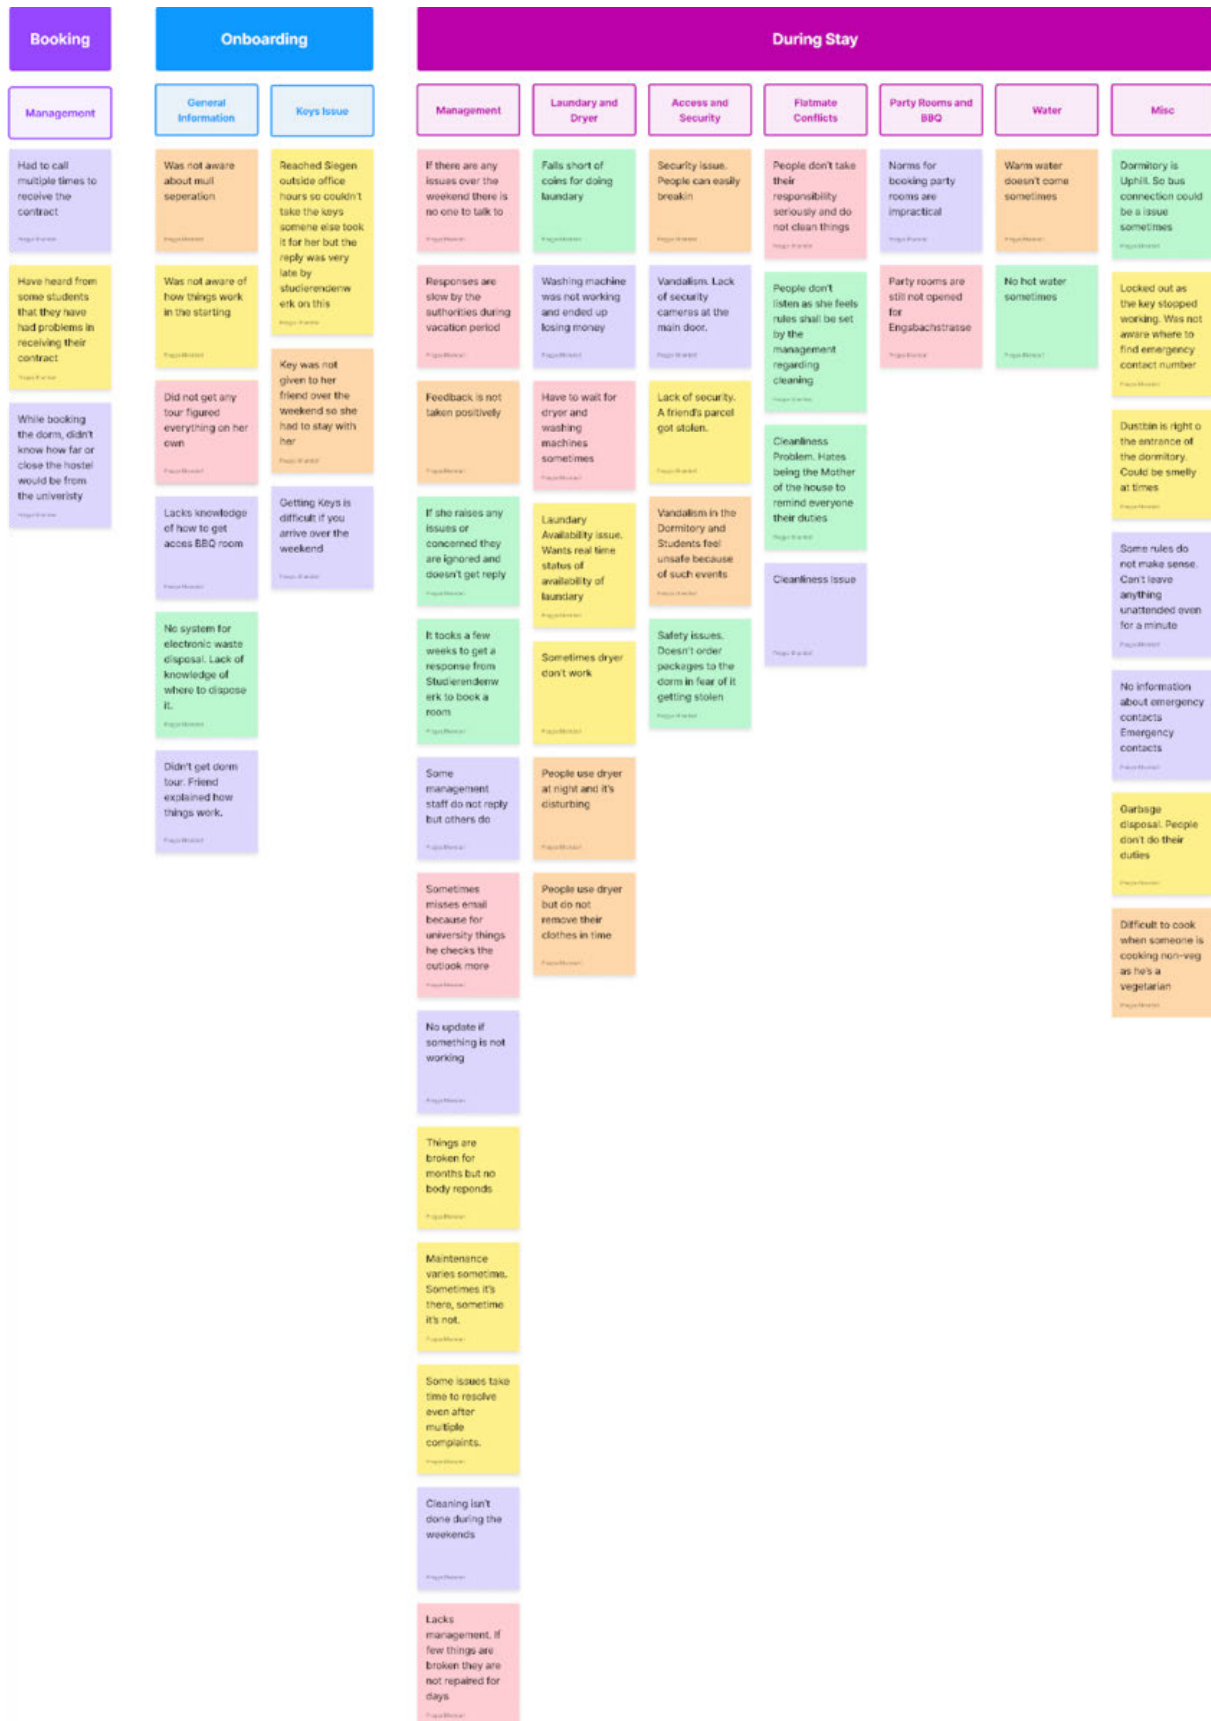 Booking
Onboarding
During Stay
Management
General
Information
Keys Issue
Management
Laundary and
Dryer
Access and
Security
Flatmate
Conflicts
Party Rooms and
BBQ
Water
Misc
Had to call
multiple times to
receive the
contract
Have heard from
some students
that they have
had problems in
receiving their
contract
While booking
the dorm, didn't
know how far or
close the hostel
would be from
the univeristy
Was not aware
about mull
seperation
Was not aware of
how things work
in the starting
Did not get any
tour figured
everything on her
own
Lacks knowledge
of how to get
acces BBQ room
No system for
electronic waste
disposal. Lack of
knowledge of
where to dispose
it.
Didn't get dorm
tour. Friend
explained how
things work.
Reached Siegen
outside office
hours so couldn't
take the keys
somene else took
it for her but the
reply was very
late by
studierendenw
erk on this
Key was not
given to her
friend over the
weekend so she
had to stay with
her
Getting Keys is
difficult if you
arrive over the
weekend
If there are any
issues over the
weekend there is
no one to talk to
Responses are
slow by the
authorities during
vacation period
Feedback is not
taken positively
If she raises any
issues or
concerned they
are ignored and
doesn't get reply
It tooks a few
weeks to get a
response from
Studierendenw
erk to book a
room
Some
management
staff do not reply
but others do
Sometimes
misses email
because for
university things
he checks the
outlook more
No update if
something is not
working
Things are
broken for
months but no
body reponds
Maintenance
varies sometime.
Sometimes it's
there, sometime
it's not.
Some issues take
time to resolve
even after
multiple
complaints.
Cleaning isn't
done during the
weekends
Lacks
management. If
few things are
broken they are
not repaired for
days
Falls short of
coins for doing
laundary
Washing machine
was not working
and ended up
losing money
Have to wait for
dryer and
washing
machines
sometimes
Laundary
Availability issue.
Wants real time
status of
availability of
laundary
Sometimes dryer
don't work
People use dryer
at night and it's
disturbing
People use dryer
but do not
remove their
clothes in time
Security issue.
People can easily
breakin
Vandalism. Lack
of security
cameras at the
main door.
Lack of security.
A friend's parcel
got stolen.
Vandalism in the
Dormitory and
Students feel
unsafe because
of such events
Safety issues.
Doesn't order
packages to the
dorm in fear of it
getting stolen
People don't take
their
responsibility
seriously and do
not clean things
People don't
listen as she feels
rules shall be set
by the
management
regarding
cleaning
Cleanliness
Problem. Hates
being the Mother
of the house to
remind everyone
their duties
Cleanliness Issue
Norms for
booking party
rooms are
impractical
Party rooms are
still not opened
for
Engsbachstrasse
Warm water
doesn't come
sometimes
No hot water
sometimes
Dormitory is
Uphill. So bus
connection could
be a issue
sometimes
Locked out as
the key stopped
working. Was not
aware where to
find emergency
contact number
Dustbin is right o
the entrance of
the dormitory.
Could be smelly
at times
Some rules do
not make sense.
Can't leave
anything
unattended even
for a minute
No information
about emergency
contacts
Emergency
contacts
Garbage
disposal. People
don't do their
duties
Difficult to cook
when someone is
cooking non-veg
as he's a
vegetarian